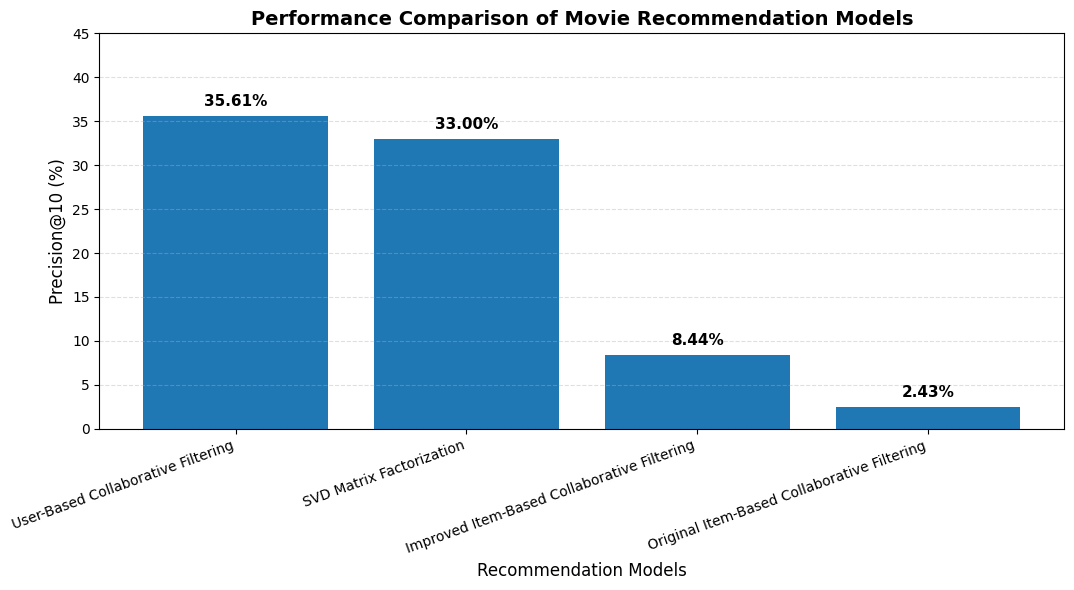 Performance Comparison of Movie Recommendation Models
45
40
35
30
25
20
15
10
5
0
Precision@10 (%)
35.61%
33.00%
8.44%
2.43%
User-Based Collaborative Filtering
SVD Matrix Factorization
Improved Item-Based Collaborative Filtering
Original Item-Based Collaborative Filtering
Recommendation Models